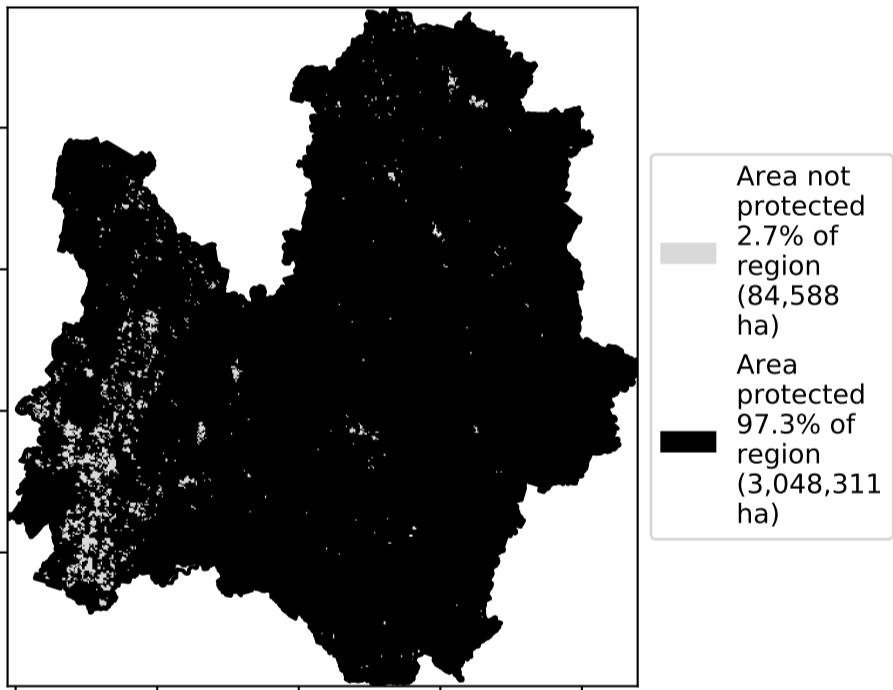 Area not
protected
2.7% of
region
(84,588
ha)
Area
protected
97.3% of
region
(3,048,311
ha)